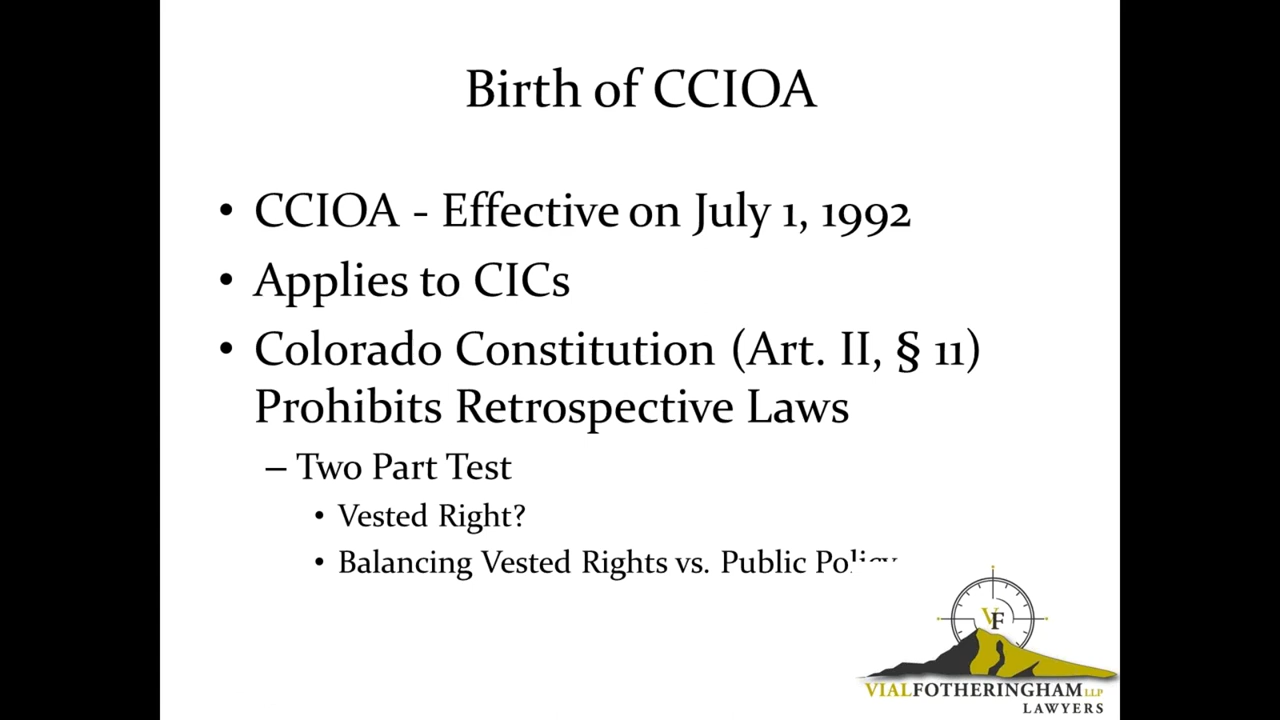 Birth of CCIOA
• CCIOA - Effective on July 1, 1992
• Applies to CICs
• Colorado Constitution (Art. II, § 11)
Prohibits Retrospective Laws
– Two Part Test
• Vested Right?
• Balancing Vested Rights vs. Public Policy
VF
VIALFOTHERINGHAM LLP
LAWYERS